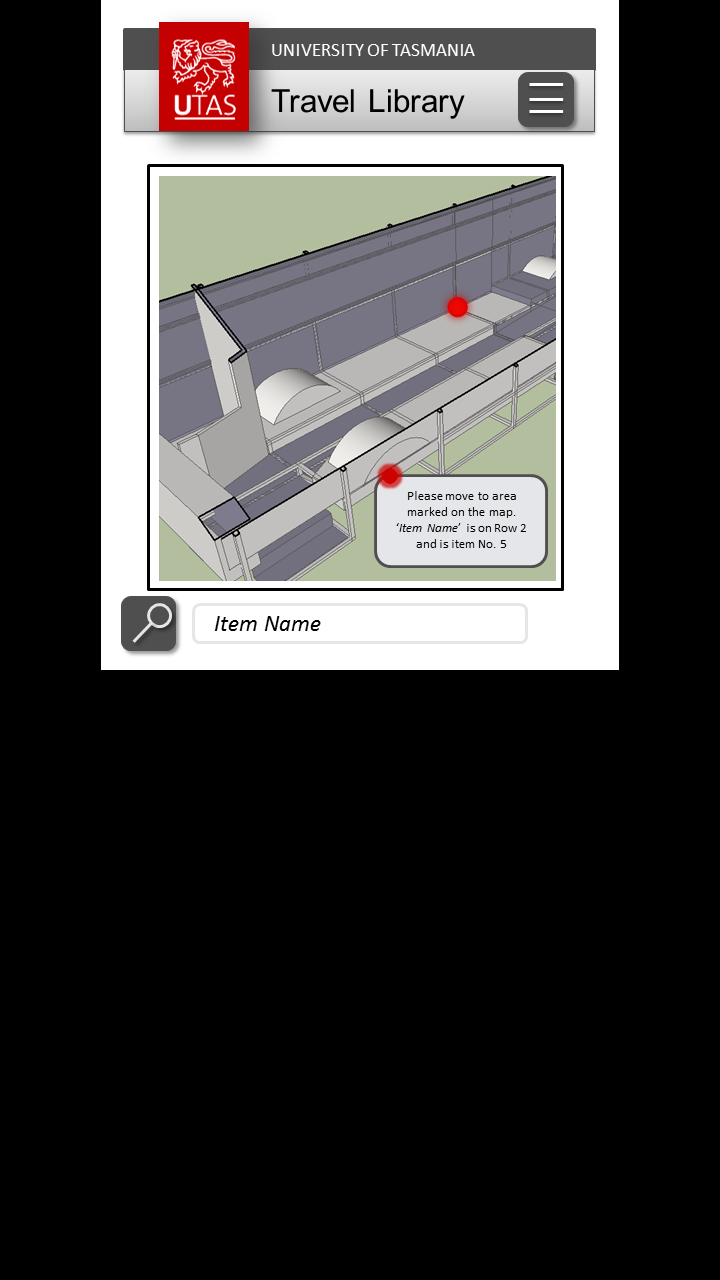 UNIVERSITY OF TASMANIA
UTAS
Travel Library
Please move to area
marked on the map.
‘Item Name’ is on Row 2
and is item No. 5
Item Name